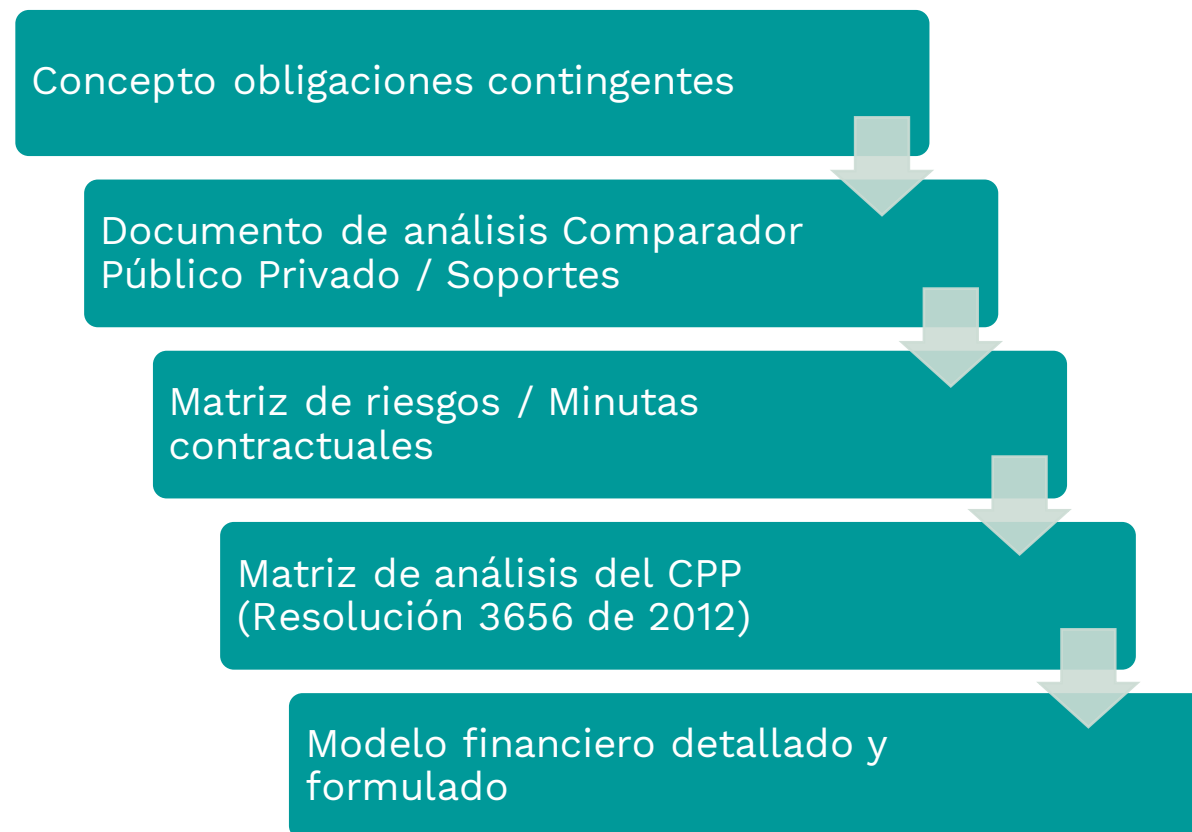 Concepto obligaciones contingentes
Documento de análisis Comparador
Público Privado / Soportes
Matriz de riesgos / Minutas
contractuales
Matriz de análisis del CPP
(Resolución 3656 de 2012)
Modelo financiero detallado y
formulado